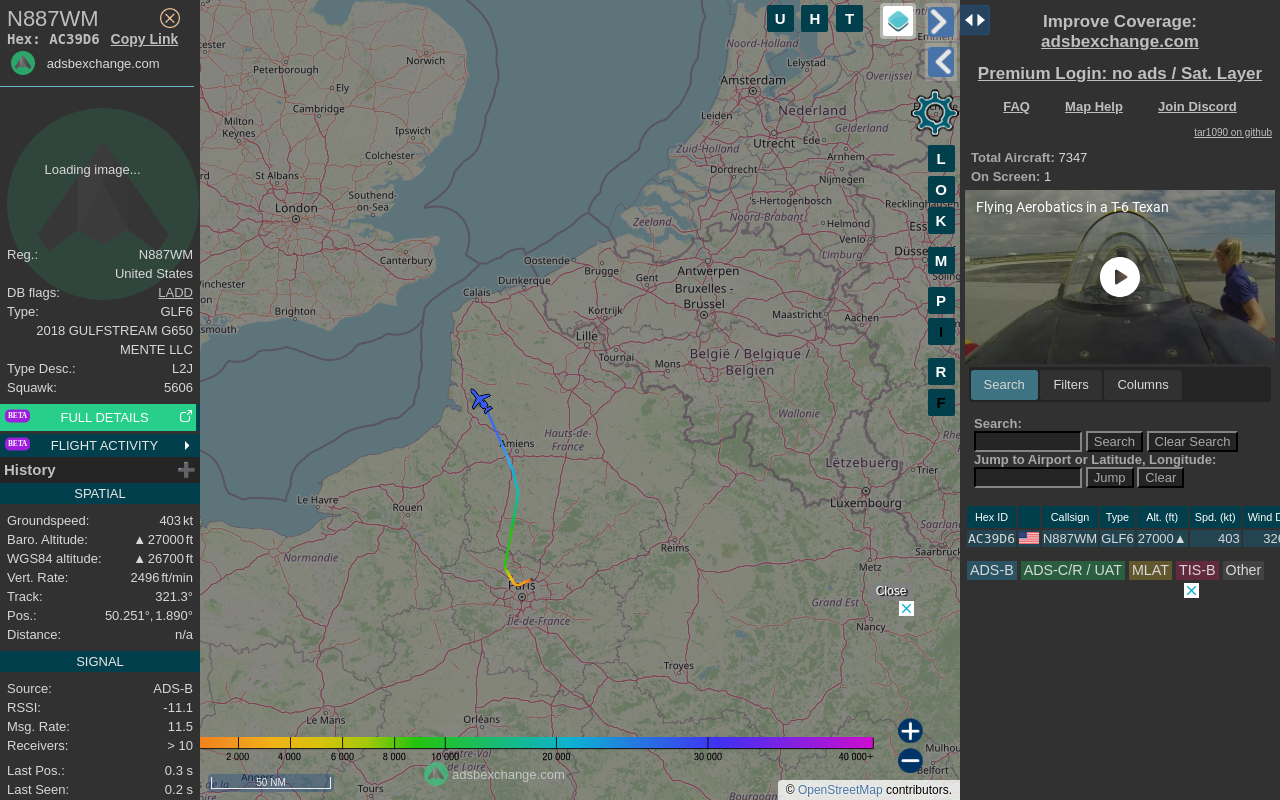 N887WM
Hex: AC39D6 Copy Link
adsbexchange.com
Loading image...
Reg.: N887WM
United States
DB flags: LADD
Type: GLF6
2018 GULFSTREAM G650
MENTE LLC
Type Desc.: L2J
Squawk: 5606
BETA FULL DETAILS
BETA FLIGHT ACTIVITY
History
SPATIAL
Groundspeed: 403 kt
Baro. Altitude: ▲ 27000 ft
WGS84 altitude: ▲ 26700 ft
Vert. Rate: 2496 ft/min
Track: 321.3°
Pos.: 50.251°, 1.890°
Distance: n/a
SIGNAL
Source: ADS-B
RSSI: -11.1
Msg. Rate: 11.5
Receivers: > 10
Last Pos.: 0.3 s
Last Seen: 0.2 s
U H T
L
O
K
M
P
I
R
F
Norwich
Peterborough
Ely
Cambridge
Milton
Keynes
Ipswich
Colchester
St Albans
Southend-
on-Sea
London
Canterbury
Brighton
Noord-Holland
Lelystad
Overijssel
Amsterdam
Nederland
Leiden
Gelderland
Utrecht
Ede
Zuid-Holland
Arnhem
Dordrecht
Nijmegen
's-Hertogenbosch
Zeeland
Noord-Brabant
Helmond
Venlo
Limburg
Oostende
Brugge
Dunkerque
Gent
Antwerpen
Calais
Bruxelles -
Brussel
Kortrijk
Maastricht
Aachen
Lille
Tournai
Mons
België / Belgique /
Belgien
Wallonie
Amiens
Hauts-de-
France
Lëtzebuerg
Trier
Luxembourg
Le Havre
Rouen
Normandie
Reims
Metz
Paris
Île-de-France
Grand Est
Nancy
Troyes
Le Mans
Orléans
Tours
Belfort
Close
2 000 4 000 6 000 8 000 10 000 20 000 30 000 40 000+
adsbexchange.com
50 NM
© OpenStreetMap contributors.
Improve Coverage:
adsbexchange.com
Premium Login: no ads / Sat. Layer
FAQ Map Help Join Discord
tar1090 on github
Total Aircraft: 7347
On Screen: 1
Flying Aerobatics in a T-6 Texan
Search Filters Columns
Search:
Search Clear Search
Jump to Airport or Latitude, Longitude:
Jump Clear
Hex ID Callsign Type Alt. (ft) Spd. (kt) Wind D
AC39D6 N887WM GLF6 27000▲ 403 326
ADS-B ADS-C/R / UAT MLAT TIS-B Other